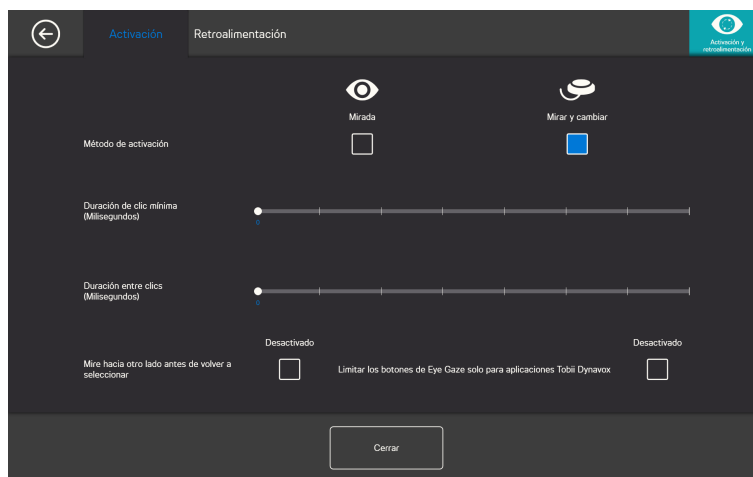 Activación
Retroalimentación
Activación y
retroalimentación
Mirada
Mirar y cambiar
Método de activación
Duración de clic mínima
(Milisegundos)
0
Duración entre clics
(Milisegundos)
0
Desactivado
Desactivado
Mire hacia otro lado antes de volver a
seleccionar
Limitar los botones de Eye Gaze solo para aplicaciones Tobii Dynavox
Cerrar